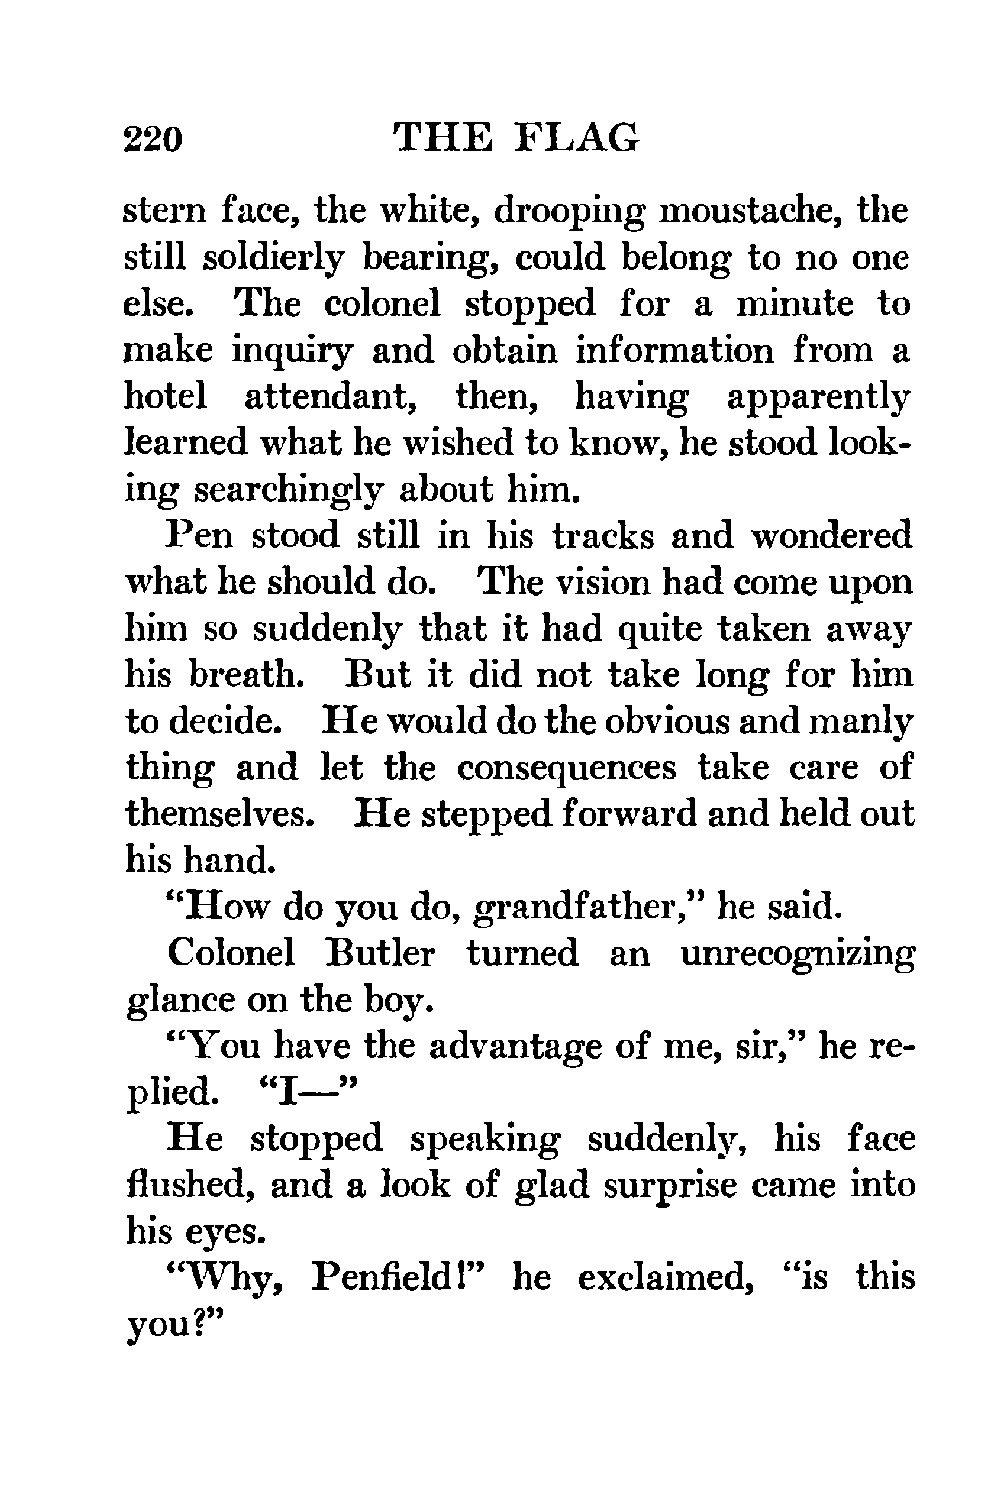 220 THE FLAG
stern face, the white, drooping moustache, the
still soldierly bearing, could belong to no one
else. The colonel stopped for a minute to
make inquiry and obtain information from a
hotel attendant, then, having apparently
learned what he wished to know, he stood look-
ing searchingly about him.
Pen stood still in his tracks and wondered
what he should do. The vision had come upon
him so suddenly that it had quite taken away
his breath. But it did not take long for him
to decide. He would do the obvious and manly
thing and let the consequences take care of
themselves. He stepped forward and held out
his hand.
“How do you do, grandfather,” he said.
Colonel Butler turned an unrecognizing
glance on the boy.
“You have the advantage of me, sir,” he re-
plied. “I—”
He stopped speaking suddenly, his face
flushed, and a look of glad surprise came into
his eyes.
“Why, Penfield!” he exclaimed, “is this
you?”